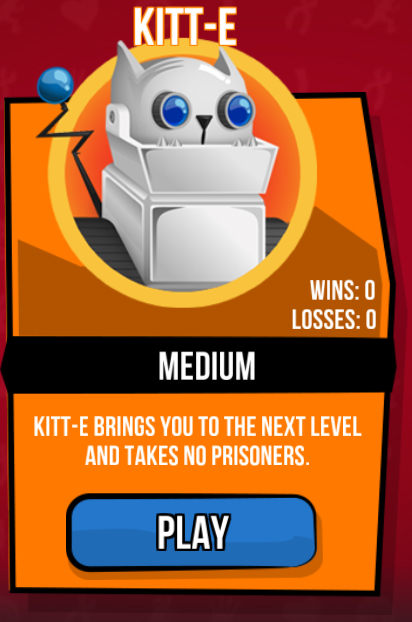 KITT-E
WINS: 0
LOSSES: 0
MEDIUM
KITT-E BRINGS YOU TO THE NEXT LEVEL
AND TAKES NO PRISONERS.
PLAY